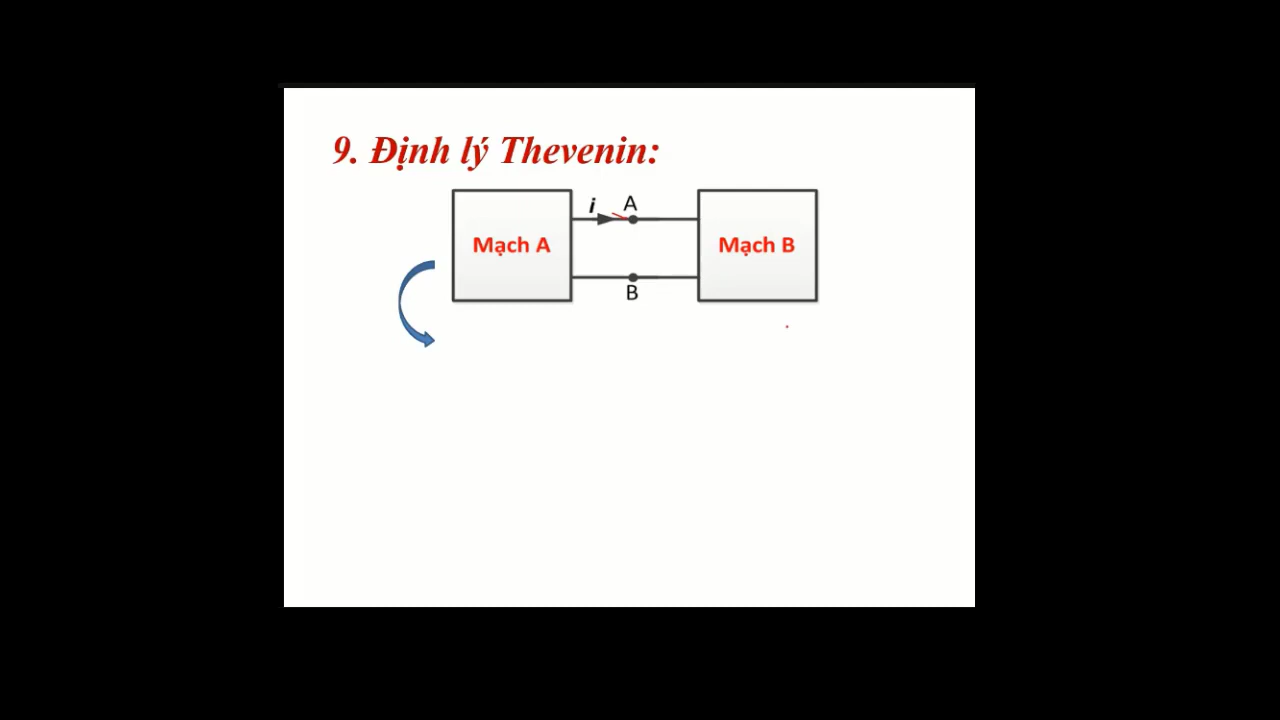 9. Định lý Thevenin:
i
A
Mạch A
Mạch B
B